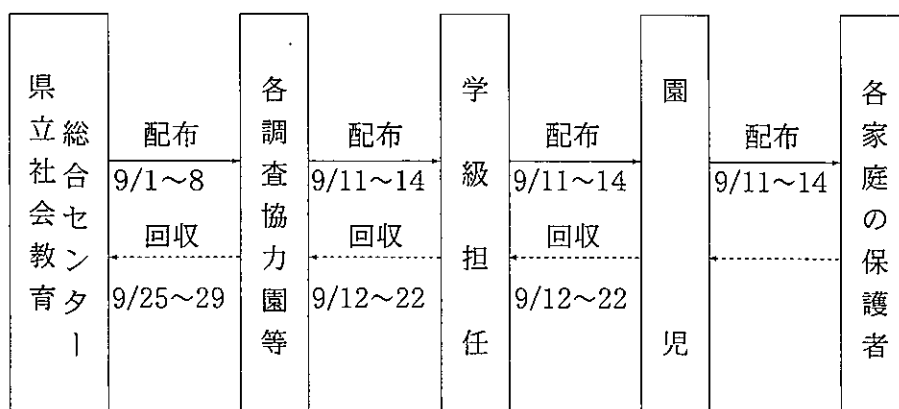 県立社会教育
総合センター
配布
9/1～8
回収
9/25～29
各調査協力園等
配布
9/11～14
回収
9/12～22
学級担任
配布
9/11～14
回収
9/12～22
園児
配布
9/11～14
各家庭の保護者